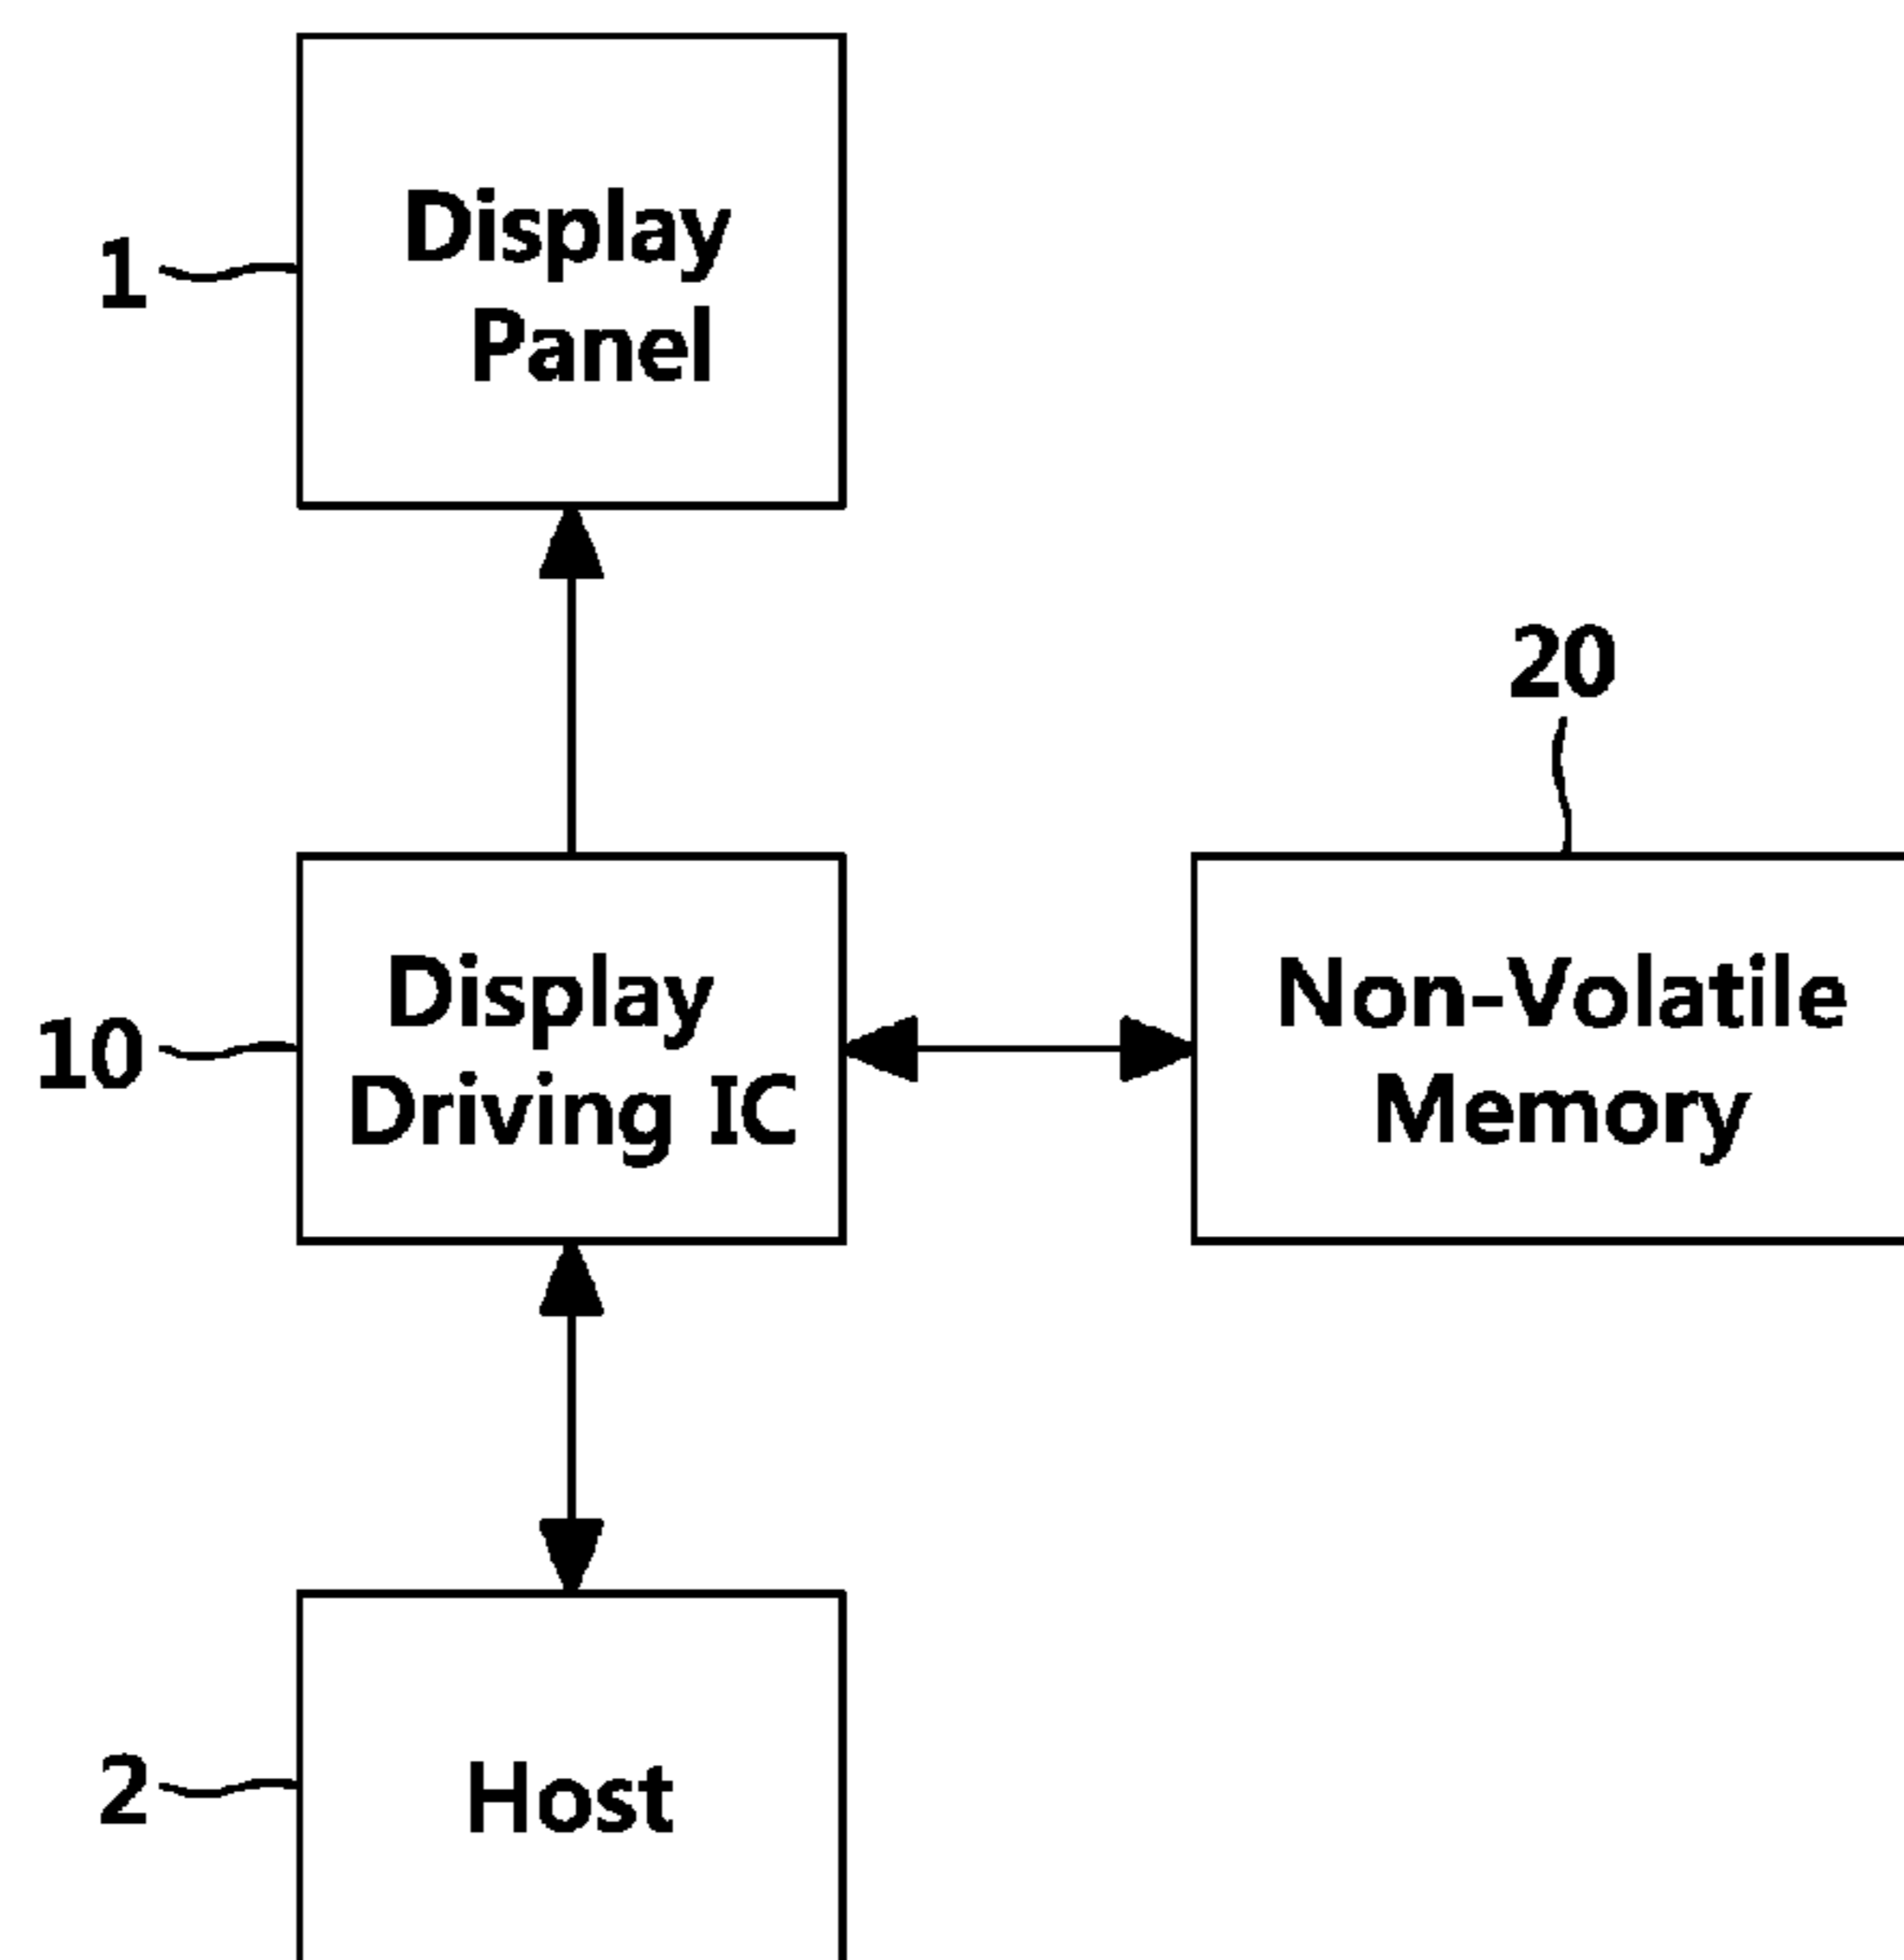 1
Display
Panel
20
10
Display
Driving IC
Non-Volatile
Memory
2
Host